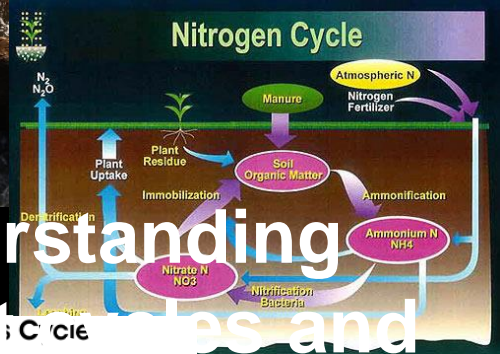 Nitrogen Cycle
N2
N2O
Atmospheric N
Nitrogen
Fertilizer
Manure
Plant
Residue
Plant
Uptake
Soil
Organic Matter
Immobilization
Ammonification
Denitrification
rstanding
Ammonium N
NH4
Nitrate N
NO3
Nitrification
Bacteria
s Cycle
and